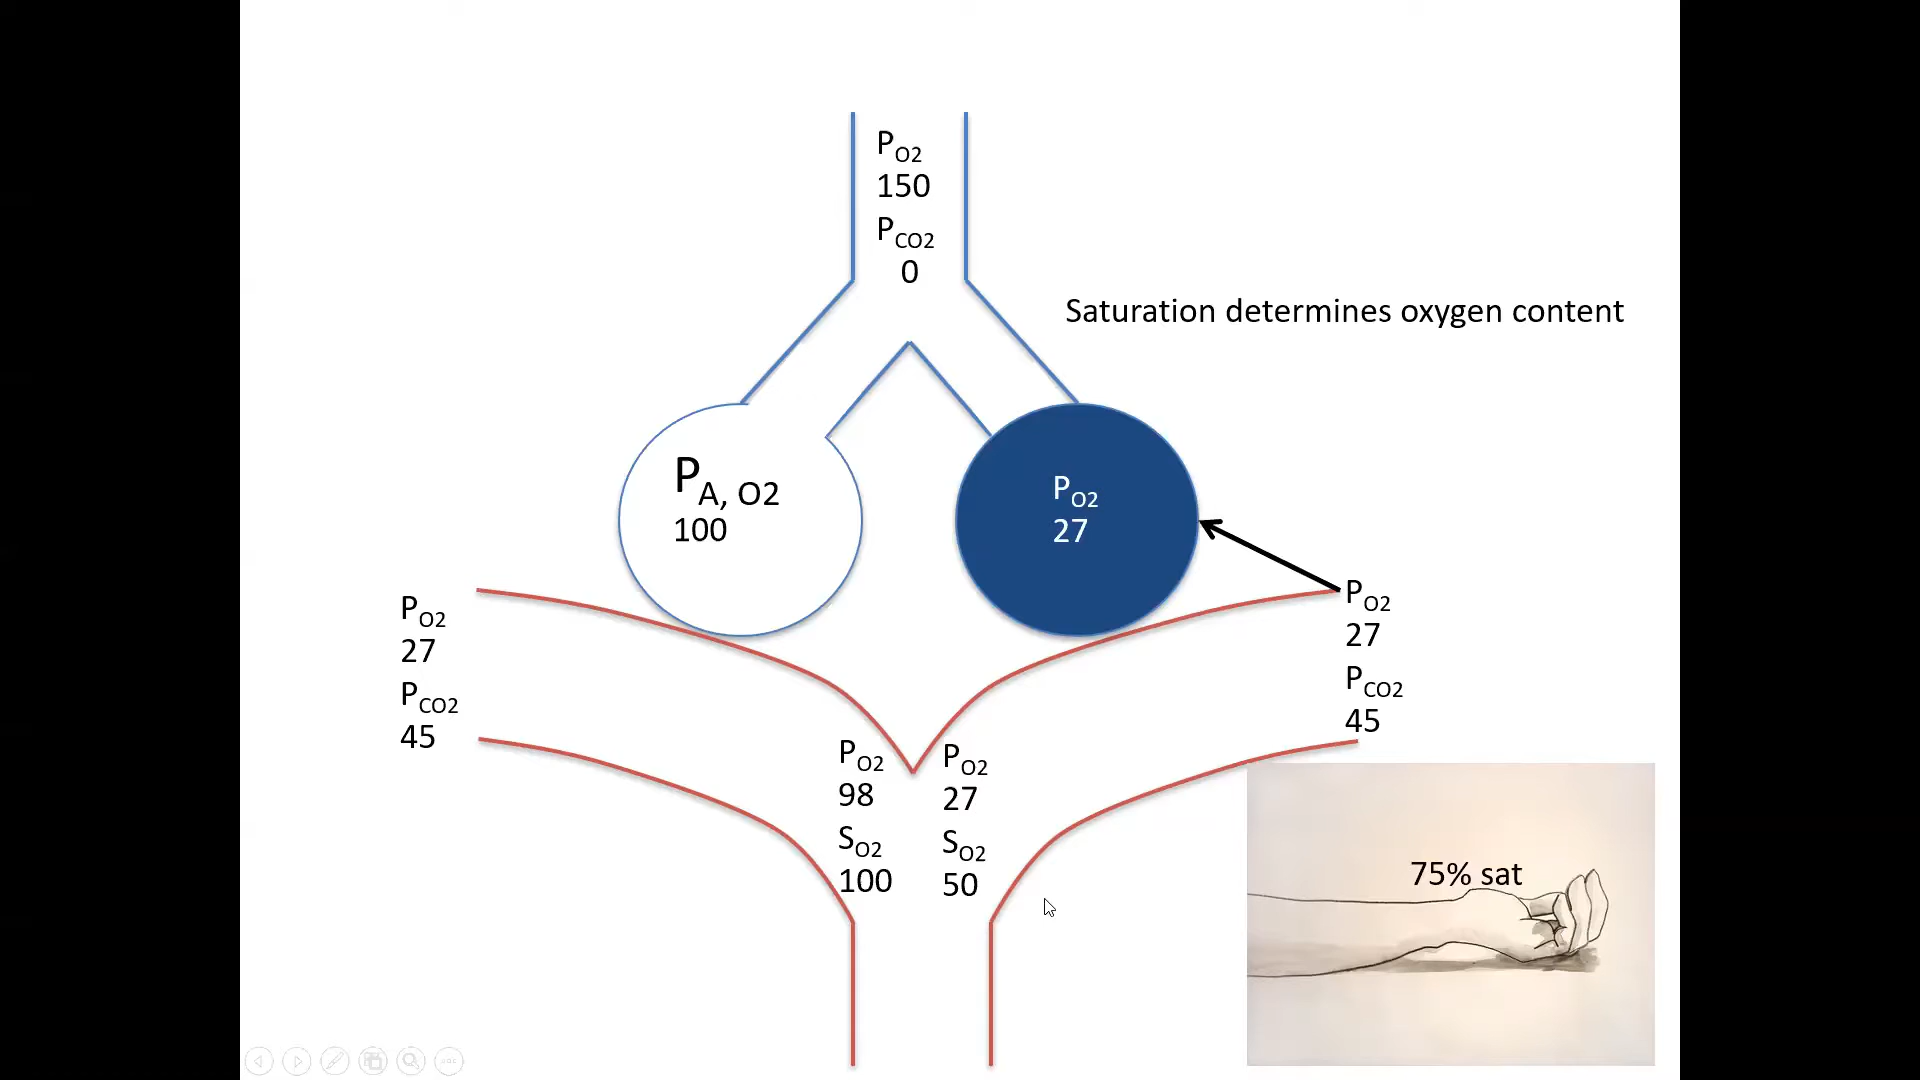 PO2
150
PCO2
0
Saturation determines oxygen content
PA, O2
100
PO2
27
PO2
27
PCO2
45
PO2
27
PCO2
45
PO2
98
SO2
100
PO2
27
SO2
50
75% sat